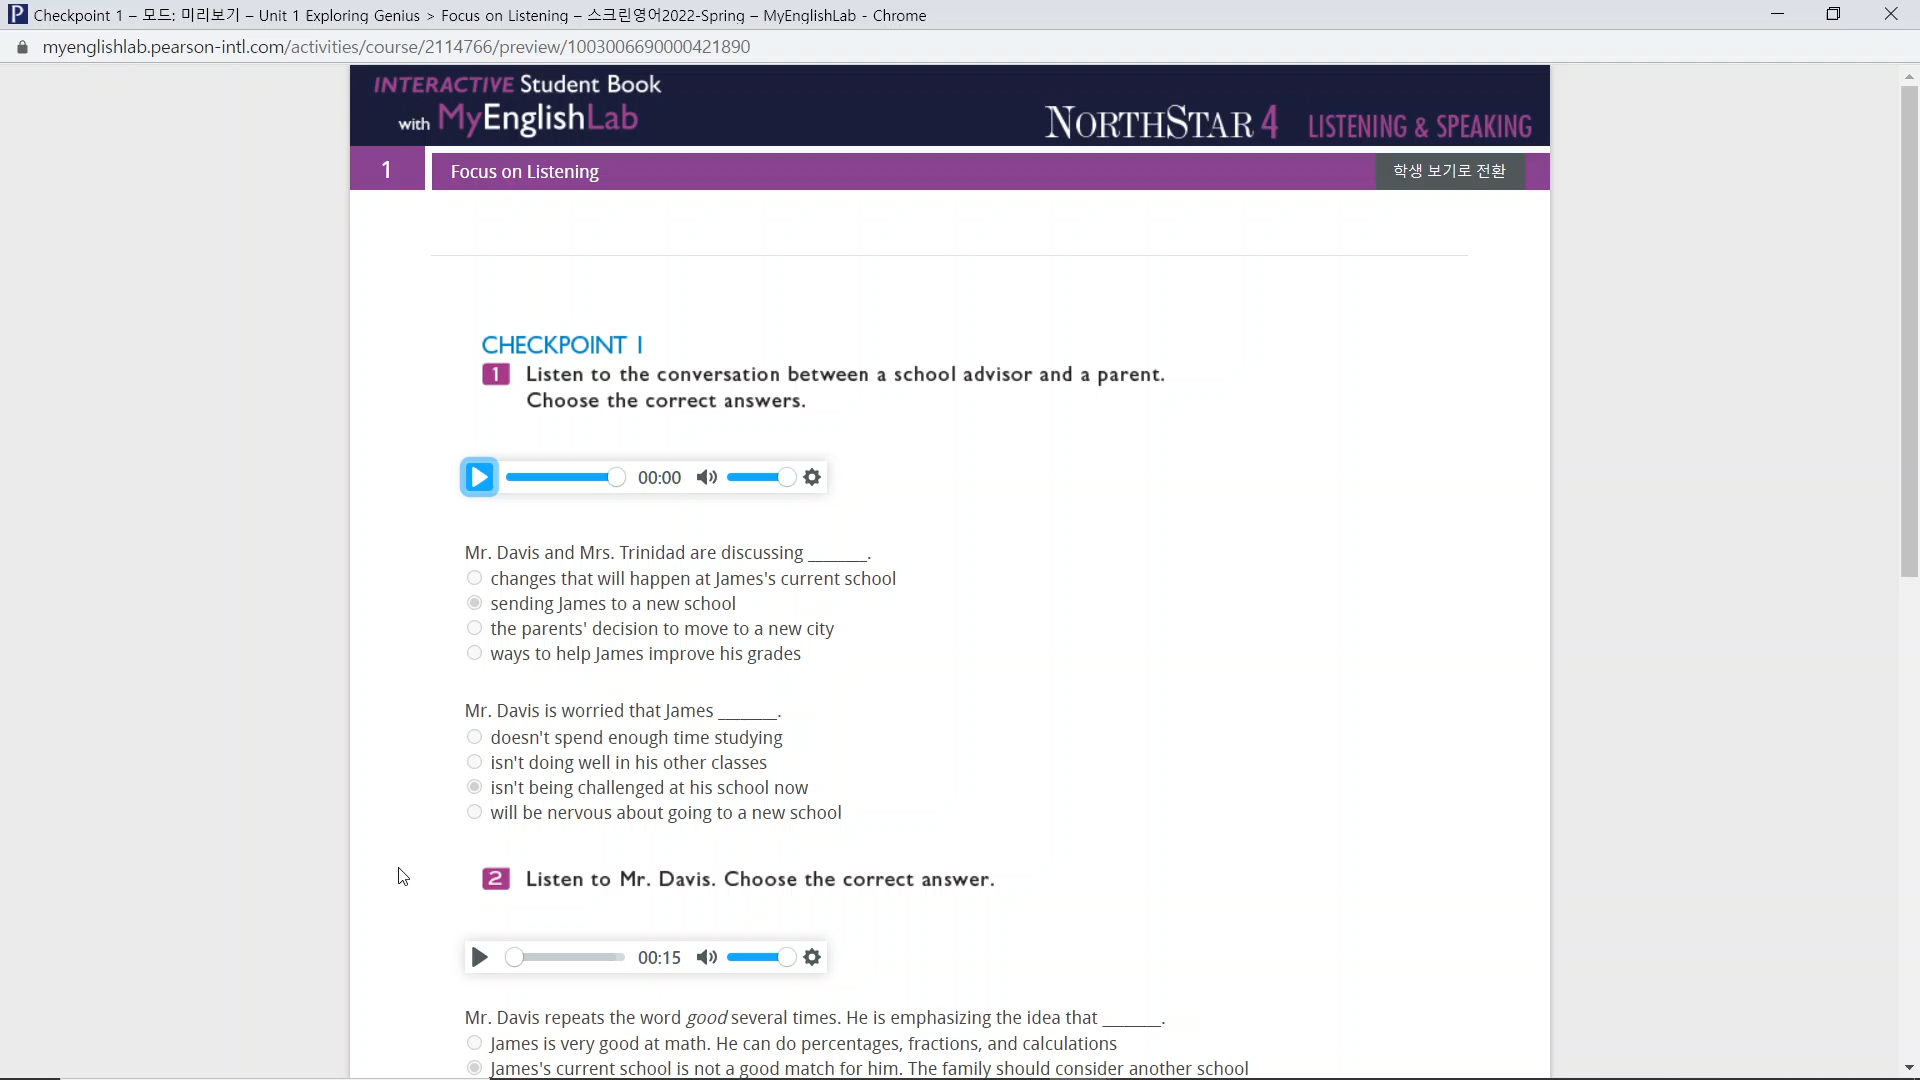 Checkpoint 1 – 모드: 미리보기 – Unit 1 Exploring Genius > Focus on Listening – 스크린영어2022-Spring – MyEnglishLab - Chrome
myenglishlab.pearson-intl.com/activities/course/2114766/preview/1003006690000421890
INTERACTIVE Student Book
with MyEnglishLab
NORTHSTAR 4 LISTENING & SPEAKING
1 Focus on Listening 학생 보기로 전환
CHECKPOINT 1
1 Listen to the conversation between a school advisor and a parent.
Choose the correct answers.
00:00
Mr. Davis and Mrs. Trinidad are discussing _______.
changes that will happen at James's current school
sending James to a new school
the parents' decision to move to a new city
ways to help James improve his grades
Mr. Davis is worried that James _______.
doesn't spend enough time studying
isn't doing well in his other classes
isn't being challenged at his school now
will be nervous about going to a new school
2 Listen to Mr. Davis. Choose the correct answer.
00:15
Mr. Davis repeats the word good several times. He is emphasizing the idea that _______.
James is very good at math. He can do percentages, fractions, and calculations
James's current school is not a good match for him. The family should consider another school